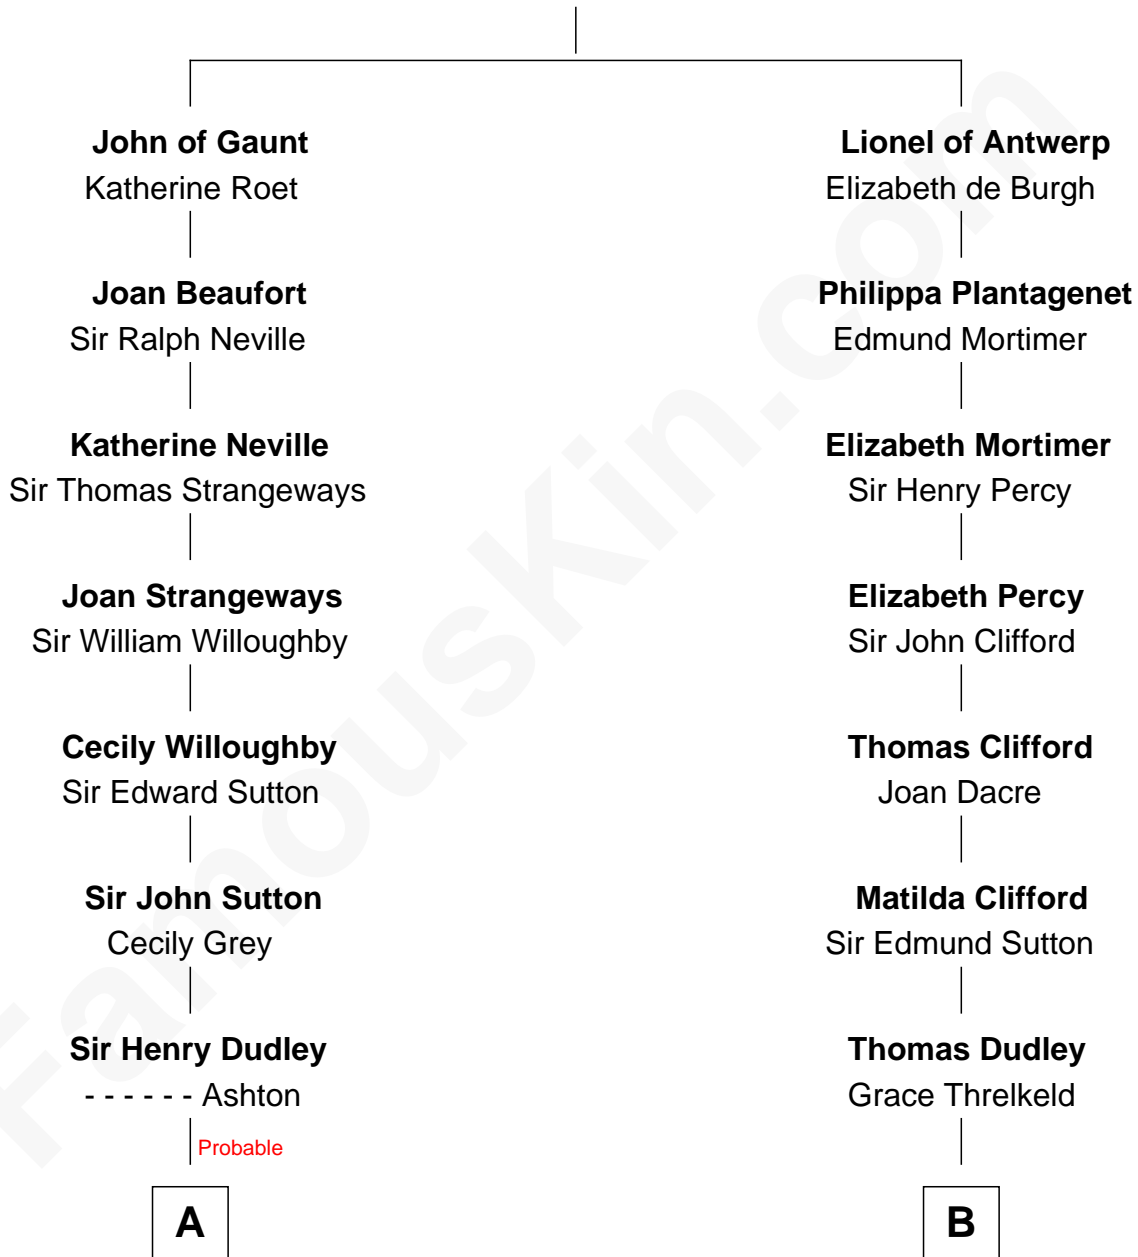 John of Gaunt
Katherine Roet
Joan Beaufort
Sir Ralph Neville
Katherine Neville
Sir Thomas Strangeways
Joan Strangeways
Sir William Willoughby
Cecily Willoughby
Sir Edward Sutton
Sir John Sutton
Cecily Grey
Sir Henry Dudley
- - - - - - Ashton
Probable
A
Lionel of Antwerp
Elizabeth de Burgh
Philippa Plantagenet
Edmund Mortimer
Elizabeth Mortimer
Sir Henry Percy
Elizabeth Percy
Sir John Clifford
Thomas Clifford
Joan Dacre
Matilda Clifford
Sir Edmund Sutton
Thomas Dudley
Grace Threlkeld
B
FamousKin.com